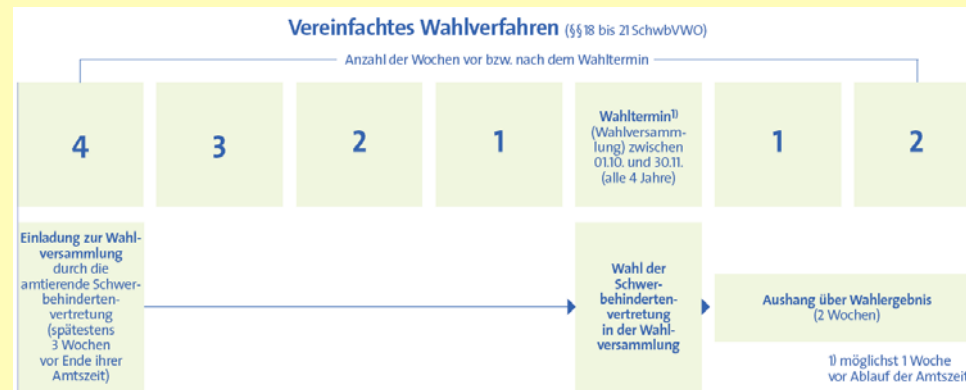 Vereinfachtes Wahlverfahren (§§ 18 bis 21 SchwbVWO)
Anzahl der Wochen vor bzw. nach dem Wahltermin
4
3
2
1
Wahltermin1)
(Wahlversamm-
lung) zwischen
01.10. und 30.11.
(alle 4 Jahre)
1
2
Einladung zur Wahl-
versammlung
durch die
amtierende Schwer-
behinderten-
vertretung
(spätestens
3 Wochen
vor Ende ihrer
Amtszeit)
Wahl der
Schwer-
behinderten-
vertretung
in der Wahl-
versammlung
Aushang über Wahlergebnis
(2 Wochen)
1) möglichst 1 Woche
vor Ablauf der Amtszeit